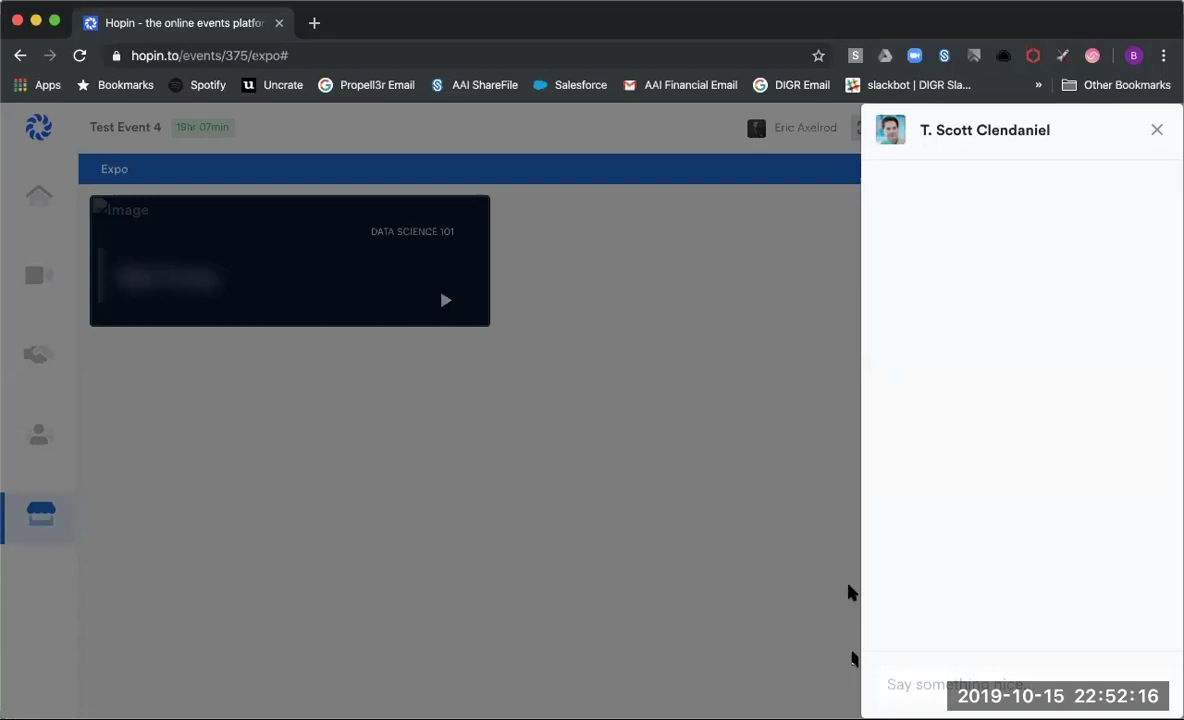 Hopin - the online events platfor
hopin.to/events/375/expo#
S
B
Apps
Bookmarks
Spotify
u Uncrate
Propell3r Email
AAI ShareFile
Salesforce
AAI Financial Email
DIGR Email
slackbot | DIGR Sla...
»
Other Bookmarks
Test Event 4
19hr 07min
Eric Axelrod
T. Scott Clendaniel
Expo
Image
DATA SCIENCE 101
Say something nice
2019-10-15 22:52:16